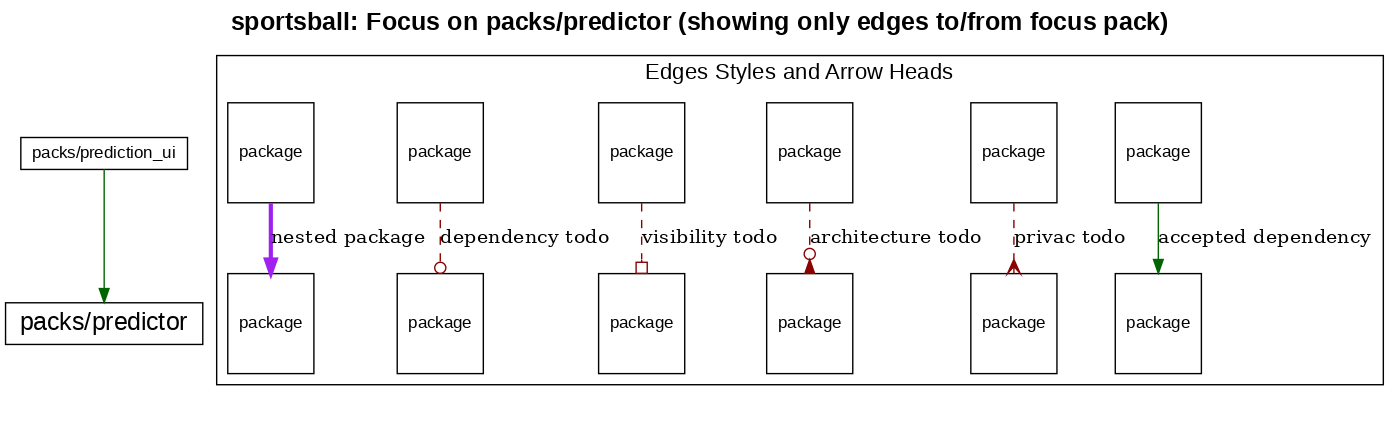 sportsball: Focus on packs/predictor (showing only edges to/from focus pack)
Edges Styles and Arrow Heads
packs/prediction_ui
package package package package package package
nested package dependency todo visibility todo architecture todo privac todo accepted dependency
packs/predictor
package package package package package package